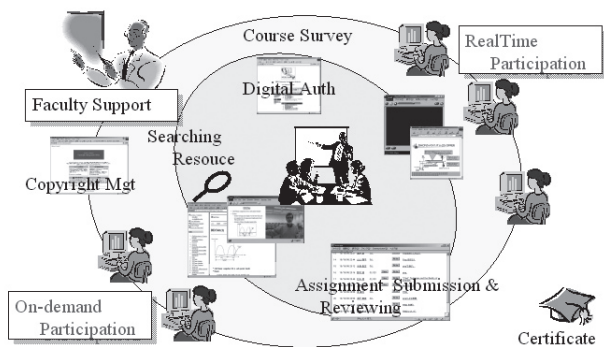 Course Survey
RealTime
Participation
Digital Auth
Faculty Support
Searching
Resouce
Copyright Mgt
Assignment Submission &
Reviewing
On-demand
Participation
Certificate